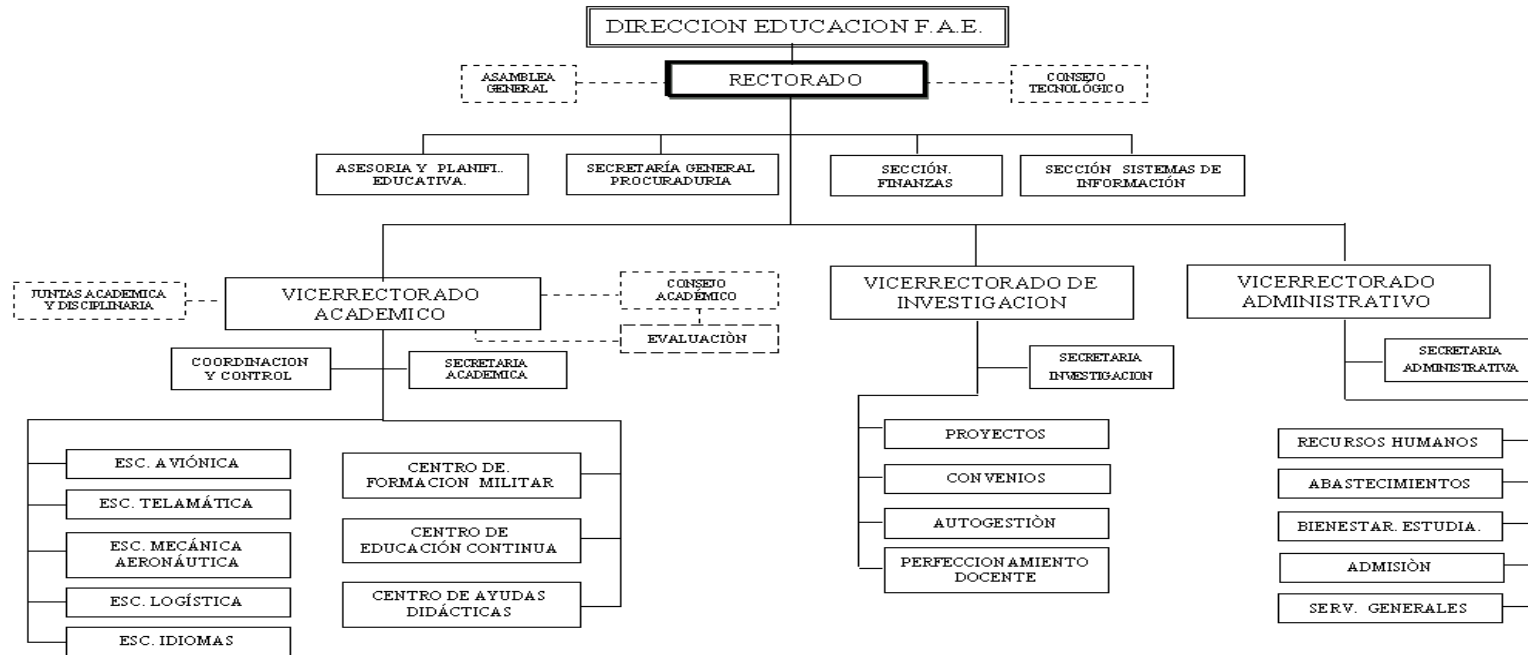 DIRECCION EDUCACION F.A.E.
ASAMBLEA
GENERAL
RECTORADO
CONSEJO
TECNOLÓGICO
ASESORIA Y PLANIFI..
EDUCATIVA.
SECRETARÍA GENERAL
PROCURADURIA
SECCIÓN.
FINANZAS
SECCIÓN SISTEMAS DE
INFORMACIÓN
JUNTAS ACADEMICA
Y DISCIPLINARIA
VICERRECTORADO
ACADEMICO
CONSEJO
ACADÉMICO
EVALUACIÒN
VICERRECTORADO DE
INVESTIGACION
VICERRECTORADO
ADMINISTRATIVO
COORDINACION
Y CONTROL
SECRETARIA
ACADEMICA
SECRETARIA
INVESTIGACION
SECRETARIA
ADMINISTRATIVA
ESC. AVIÓNICA
ESC. TELAMÁTICA
ESC. MECÁNICA
AERONÁUTICA
ESC. LOGÍSTICA
ESC. IDIOMAS
CENTRO DE.
FORMACION MILITAR
CENTRO DE
EDUCACIÓN CONTINUA
CENTRO DE AYUDAS
DIDÁCTICAS
PROYECTOS
CONVENIOS
AUTOGESTIÒN
PERFECCIONAMIENTO
DOCENTE
RECURSOS HUMANOS
ABASTECIMIENTOS
BIENESTAR. ESTUDIA.
ADMISIÒN
SERV. GENERALES